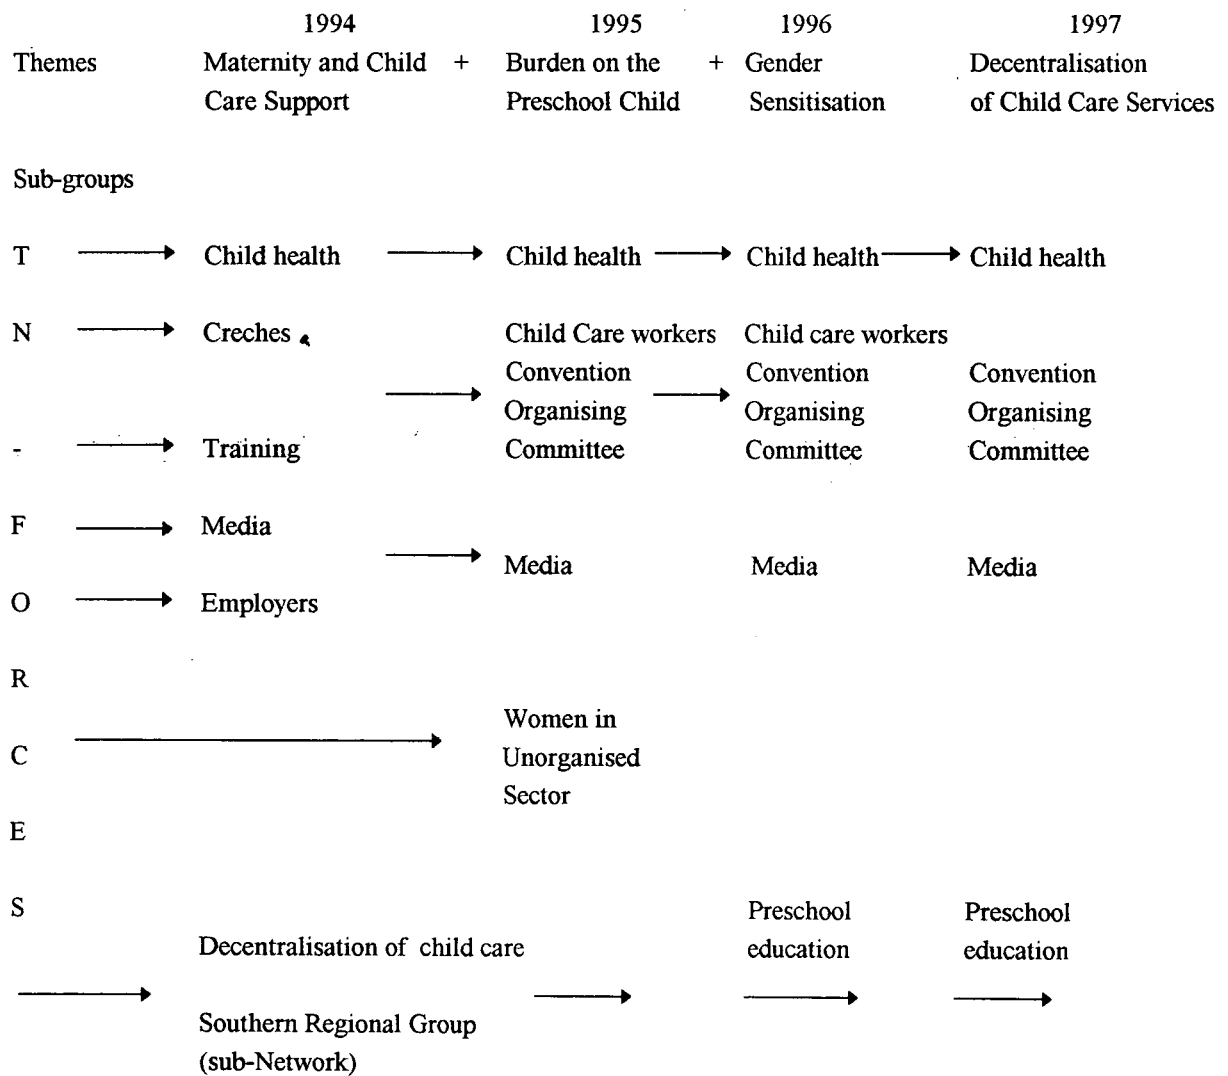 1994 1995 1996 1997
Themes Maternity and Child + Burden on the + Gender Decentralisation
Care Support Preschool Child Sensitisation of Child Care Services
Sub-groups
T Child health Child health Child health Child health
N Creches Child Care workers Child care workers
Convention Convention Convention
Organising Organising Organising
- Training Committee Committee Committee
F Media
Media Media Media
O Employers
R
Women in
C Unorganised
Sector
E
S Preschool Preschool
Decentralisation of child care education education
Southern Regional Group
(sub-Network)